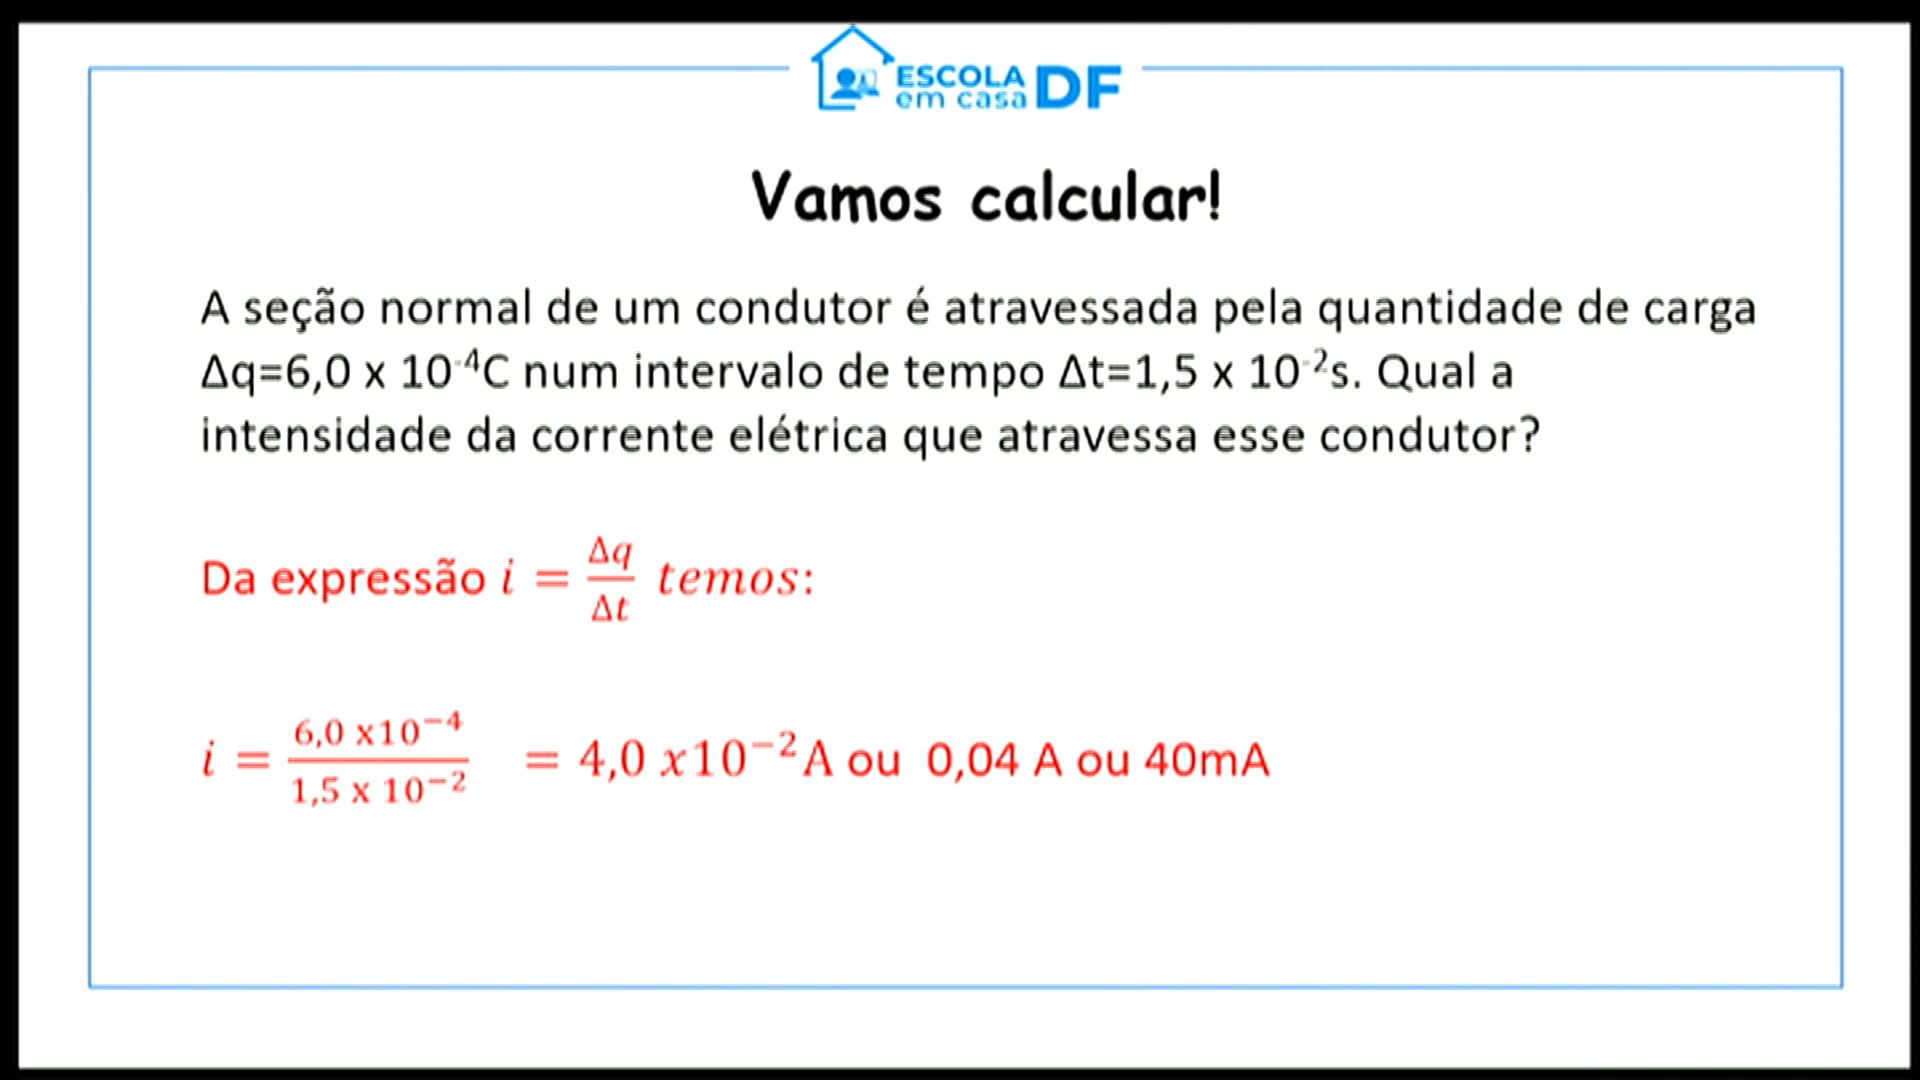 ESCOLA
em casa DF
Vamos calcular!
A seção normal de um condutor é atravessada pela quantidade de carga
Δq=6,0 x 10⁻⁴C num intervalo de tempo Δt=1,5 x 10⁻²s. Qual a
intensidade da corrente elétrica que atravessa esse condutor?
Da expressão i = Δq/Δt temos:
i = 6,0 x10⁻⁴/1,5 x 10⁻² = 4,0 x10⁻²A ou 0,04 A ou 40mA